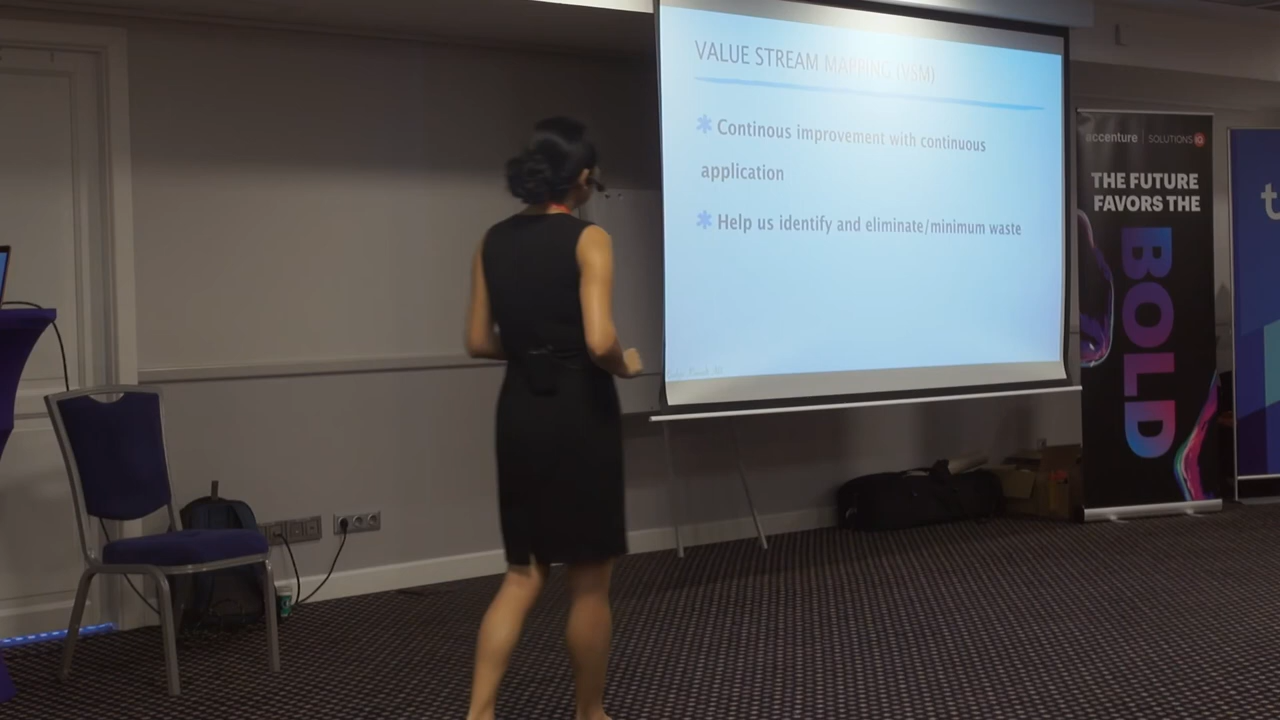 VALUE STREAM MAPPING (VSM)
* Continous improvement with continuous
application
* Help us identify and eliminate/minimum waste
accenture | SOLUTIONS IQ
THE FUTURE
FAVORS THE
BOLD
t